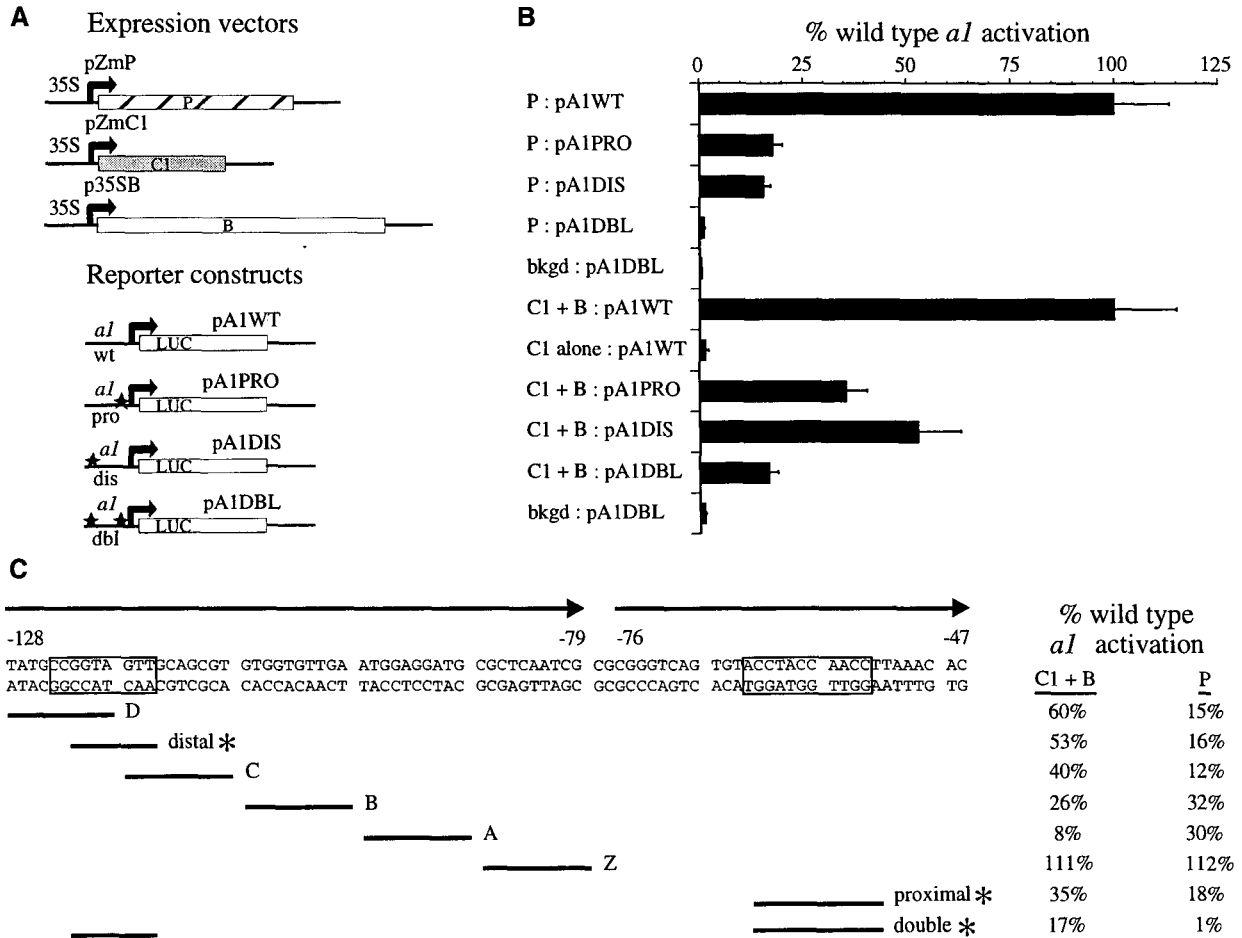 A
Expression vectors
pZmP
35S
P
pZmC1
35S
C1
p35SB
35S
B
Reporter constructs
a1
pA1WT
wt
LUC
a1
pA1PRO
pro
LUC
a1
pA1DIS
dis
LUC
a1
pA1DBL
dbl
LUC
B
% wild type a1 activation
0 25 50 75 100 125
P : pA1WT
P : pA1PRO
P : pA1DIS
P : pA1DBL
bkgd : pA1DBL
C1 + B : pA1WT
C1 alone : pA1WT
C1 + B : pA1PRO
C1 + B : pA1DIS
C1 + B : pA1DBL
bkgd : pA1DBL
C
-128 -79 -76 -47
TATGCCGGTA GTTGCAGCGT GTGGTGTTGA ATGGAGGATG CGCTCAATCG CGCGGGTCAG TGTACCTACC AACCTTAAAC AC
ATACGGCCAT CAACGTCGCA CACCACAACT TACCTCCTAC GCGAGTTAGC GCGCCCAGTC ACATGGATGG TTGGAATTTG TG
% wild type
a1 activation
C1 + B P
D 60% 15%
distal * 53% 16%
C 40% 12%
B 26% 32%
A 8% 30%
Z 111% 112%
proximal * 35% 18%
double * 17% 1%